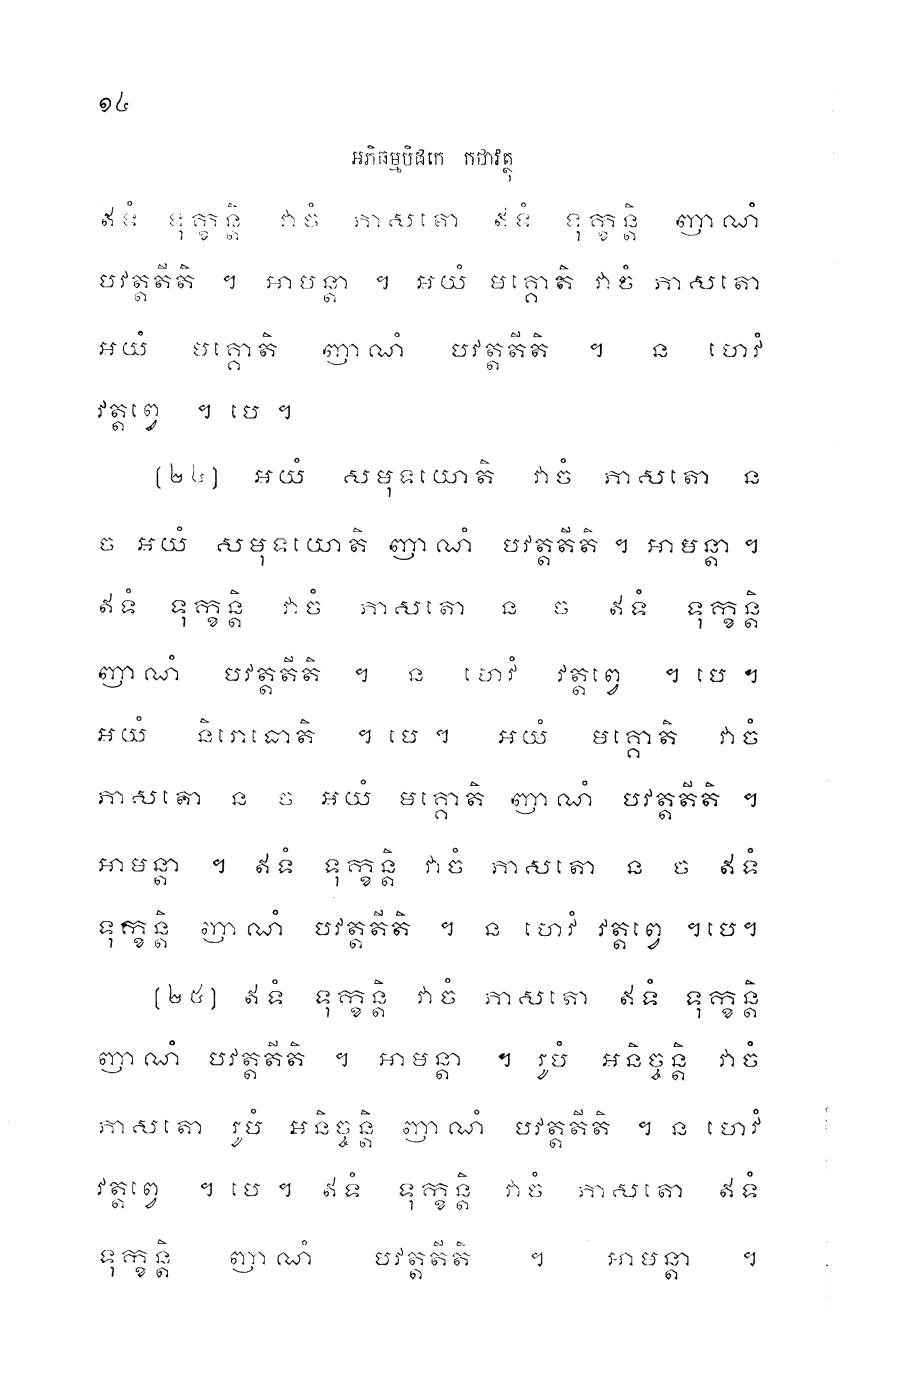 ១៤
អភិធម្មបិដកេ កថាវត្ថុ
ឥទំ ទុក្ខន្តិ វាចំ ភាសតោ ឥទំ ទុក្ខន្តិ ញាណំ
បវត្តតីតិ ។ អាមន្តា ។ អយំ មគ្គោតិ វាចំ ភាសតោ
អយំ មគ្គោតិ ញាណំ បវត្តតីតិ ។ ន ហេវំ
វត្តព្វេ ។ បេ ។
(២៤) អយំ សមុទយោតិ វាចំ ភាសតោ ន
ច អយំ សមុទយោតិ ញាណំ បវត្តតីតិ ។ អាមន្តា ។
ឥទំ ទុក្ខន្តិ វាចំ ភាសតោ ន ច ឥទំ ទុក្ខន្តិ
ញាណំ បវត្តតីតិ ។ ន ហេវំ វត្តព្វេ ។ បេ ។
អយំ និរោធោតិ ។ បេ ។ អយំ មគ្គោតិ វាចំ
ភាសតោ ន ច អយំ មគ្គោតិ ញាណំ បវត្តតីតិ ។
អាមន្តា ។ ឥទំ ទុក្ខន្តិ វាចំ ភាសតោ ន ច ឥទំ
ទុក្ខន្តិ ញាណំ បវត្តតីតិ ។ ន ហេវំ វត្តព្វេ ។បេ។
(២៥) ឥទំ ទុក្ខន្តិ វាចំ ភាសតោ ឥទំ ទុក្ខន្តិ
ញាណំ បវត្តតីតិ ។ អាមន្តា ។ រូបំ អនិច្ចន្តិ វាចំ
ភាសតោ រូបំ អនិច្ចន្តិ ញាណំ បវត្តតីតិ ។ ន ហេវំ
វត្តព្វេ ។ បេ ។ ឥទំ ទុក្ខន្តិ វាចំ ភាសតោ ឥទំ
ទុក្ខន្តិ ញាណំ បវត្តតីតិ ។ អាមន្តា ។